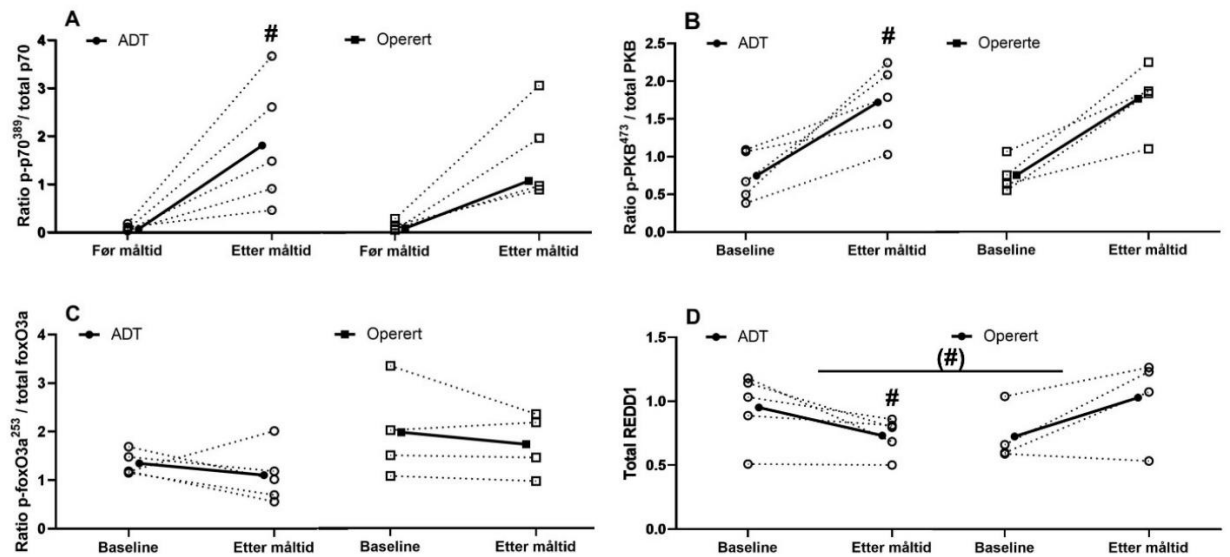 A
ADT
#
Operert
Ratio p-p70³⁸⁹/ total p70
4
3
2
1
0
Før måltid
Etter måltid
Før måltid
Etter måltid
B
ADT
#
Opererte
Ratio p-PKB⁴⁷³/ total PKB
2.5
2.0
1.5
1.0
0.5
0.0
Baseline
Etter måltid
Baseline
Etter måltid
C
ADT
Operert
Ratio p-foxO3a²⁵³ / total foxO3a
4
3
2
1
0
Baseline
Etter måltid
Baseline
Etter måltid
D
ADT
Operert
(#)
#
Total REDD1
1.5
1.0
0.5
0.0
Baseline
Etter måltid
Baseline
Etter måltid